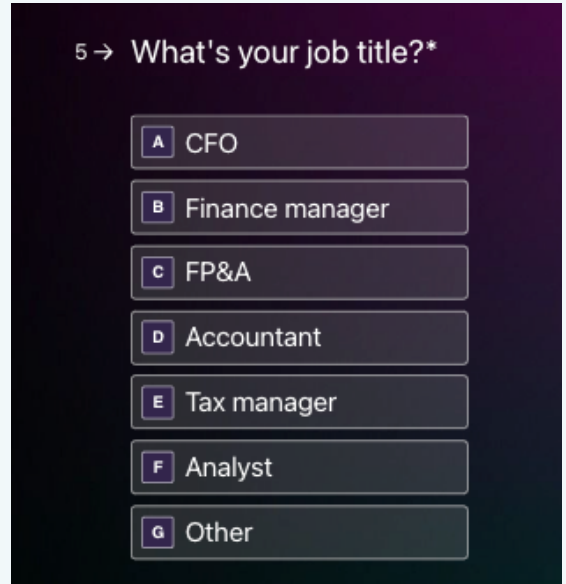 5→ What's your job title?*
A CFO
B Finance manager
C FP&A
D Accountant
E Tax manager
F Analyst
G Other